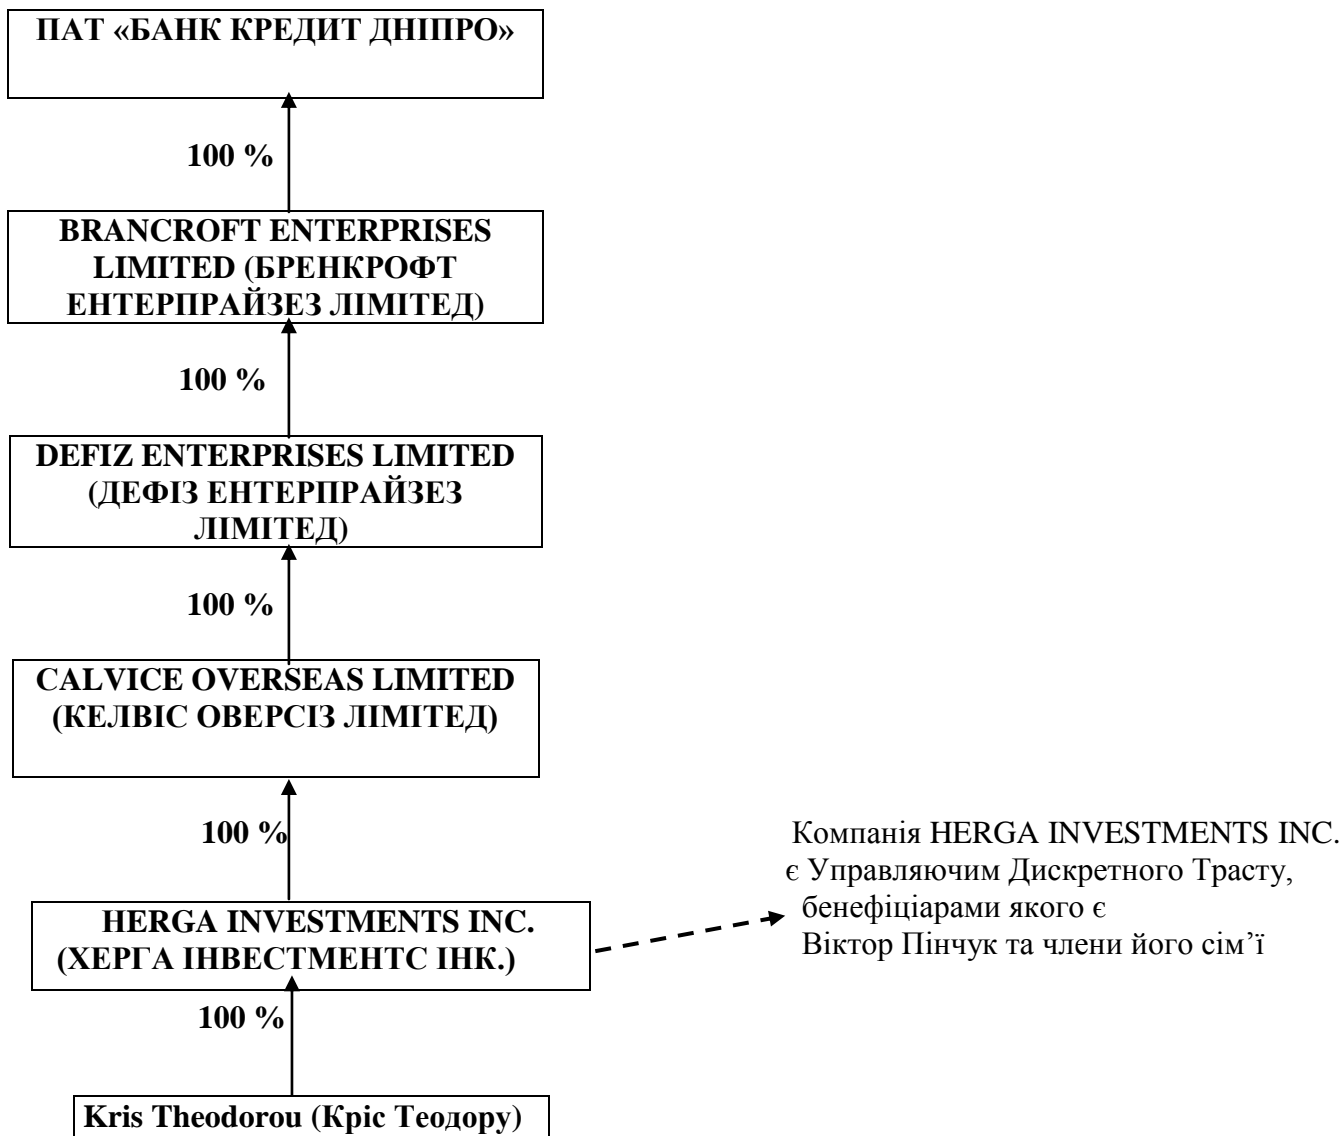 ПАТ «БАНК КРЕДИТ ДНІПРО»
100 %
BRANCROFT ENTERPRISES
LIMITED (БРЕНКРОФТ
ЕНТЕРПРАЙЗЕЗ ЛІМІТЕД)
100 %
DEFIZ ENTERPRISES LIMITED
(ДЕФІЗ ЕНТЕРПРАЙЗЕЗ
ЛІМІТЕД)
100 %
CALVICE OVERSEAS LIMITED
(КЕЛВІС ОВЕРСІЗ ЛІМІТЕД)
100 %
HERGA INVESTMENTS INC.
(ХЕРГА ІНВЕСТМЕНТС ІНК.)
Компанія HERGA INVESTMENTS INC.
є Управляючим Дискретного Трасту,
бенефіціарами якого є
Віктор Пінчук та члени його сім’ї
100 %
Kris Theodorou (Кріс Теодору)